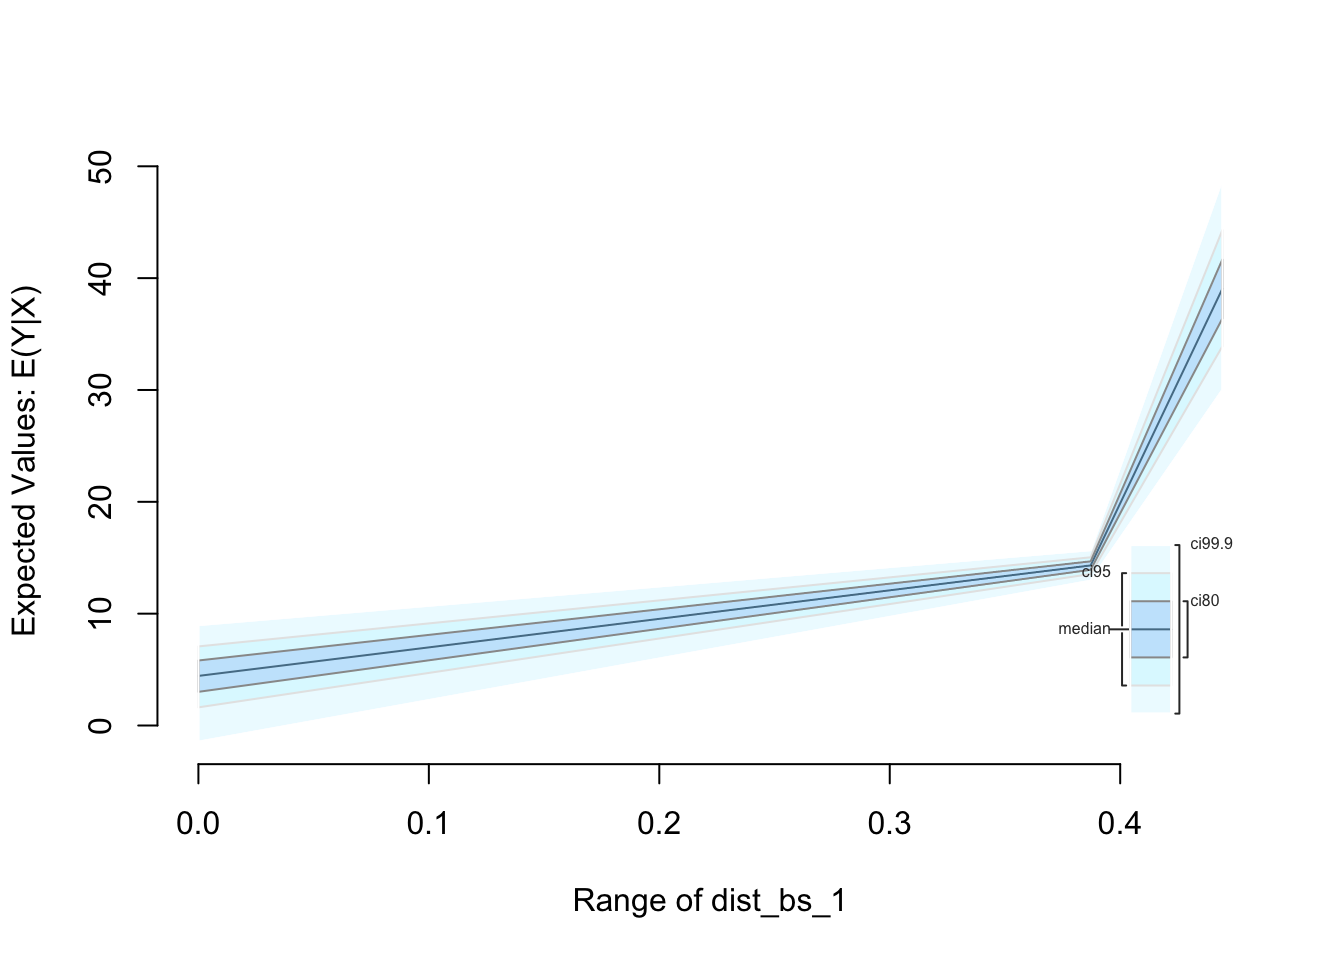 50
40
30
20
10
0
Expected Values: E(Y|X)
ci99.9
ci95
ci80
median
0.0 0.1 0.2 0.3 0.4
Range of dist_bs_1